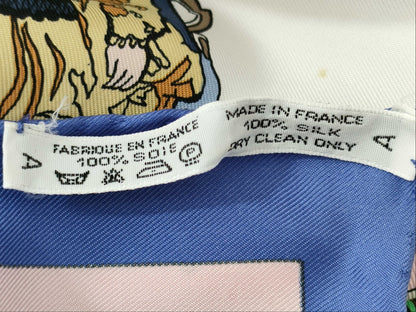 A
FABRIQUE EN FRANCE
100% SOIE
MADE IN FRANCE
100% SILK
DRY CLEAN ONLY
A